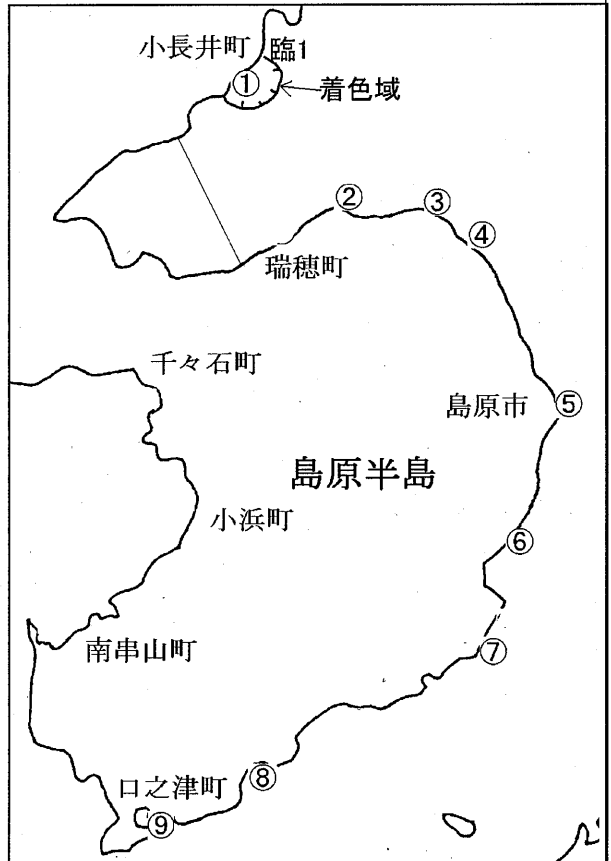 小長井町
臨1
①
着色域
②
③
④
瑞穂町
千々石町
島原市
⑤
島原半島
小浜町
⑥
南串山町
⑦
口之津町
⑧
⑨